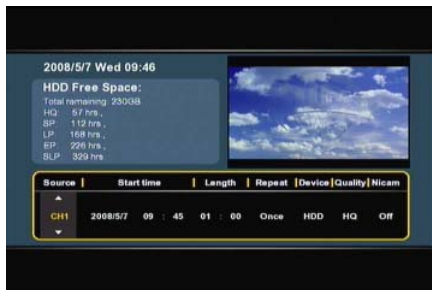 2008/5/7 Wed 09:46
HDD Free Space:
Total remaining: 230GB
HQ: 57 hrs ,
SP: 112 hrs ,
LP: 168 hrs ,
EP: 226 hrs ,
SLP: 329 hrs
Source | Start time | Length | Repeat | Device | Quality | Nicam
CH1 2008/5/7 09 : 45 01 : 00 Once HDD HQ Off